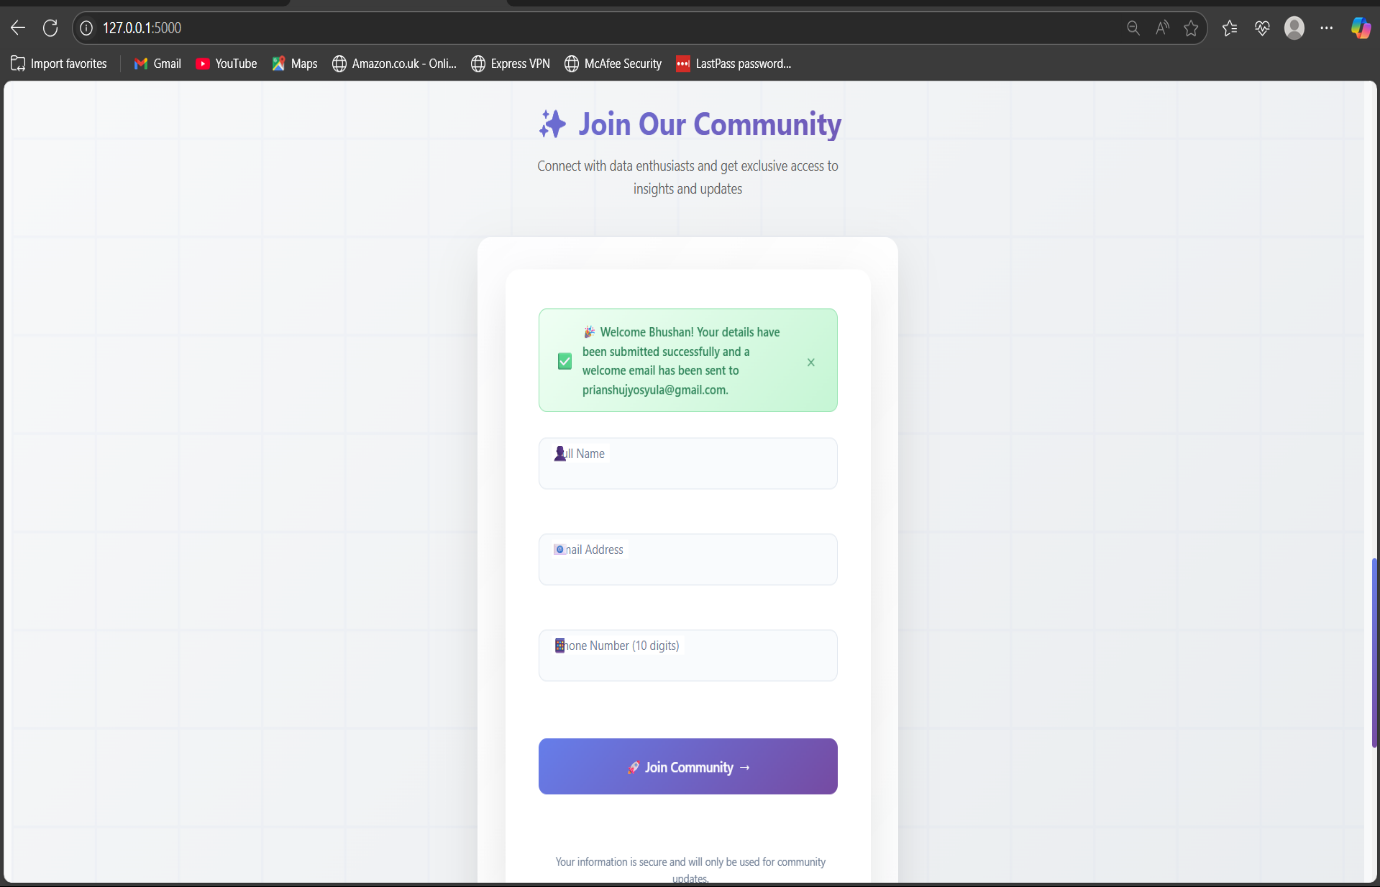 127.0.0.1:5000
Import favorites
Gmail
YouTube
Maps
Amazon.co.uk - Onli...
Express VPN
McAfee Security
LastPass password...
✨ Join Our Community
Connect with data enthusiasts and get exclusive access to
insights and updates
🎉 Welcome Bhushan! Your details have
been submitted successfully and a
welcome email has been sent to
prianshujyosyula@gmail.com.
×
ull Name
nail Address
hone Number (10 digits)
🚀 Join Community →
Your information is secure and will only be used for community
updates.